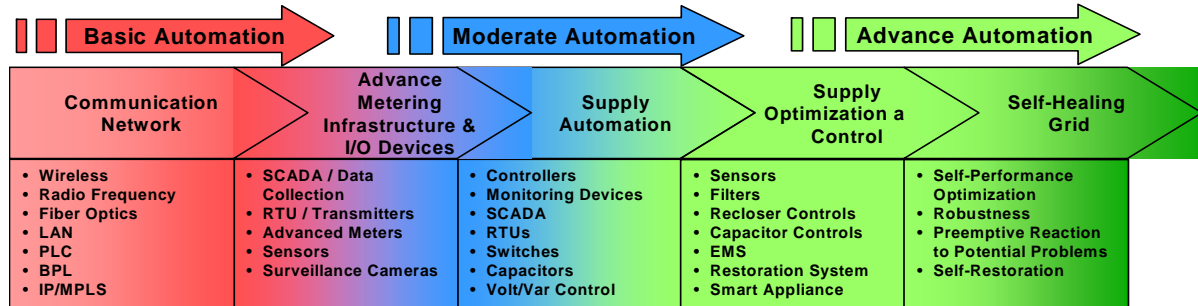 Basic Automation
Moderate Automation
Advance Automation
Communication
Network
Advance
Metering
Infrastructure &
I/O Devices
Supply
Automation
Supply
Optimization a
Control
Self-Healing
Grid
• Wireless
• Radio Frequency
• Fiber Optics
• LAN
• PLC
• BPL
• IP/MPLS
• SCADA / Data
Collection
• RTU / Transmitters
• Advanced Meters
• Sensors
• Surveillance Cameras
• Controllers
• Monitoring Devices
• SCADA
• RTUs
• Switches
• Capacitors
• Volt/Var Control
• Sensors
• Filters
• Recloser Controls
• Capacitor Controls
• EMS
• Restoration System
• Smart Appliance
• Self-Performance
Optimization
• Robustness
• Preemptive Reaction
to Potential Problems
• Self-Restoration